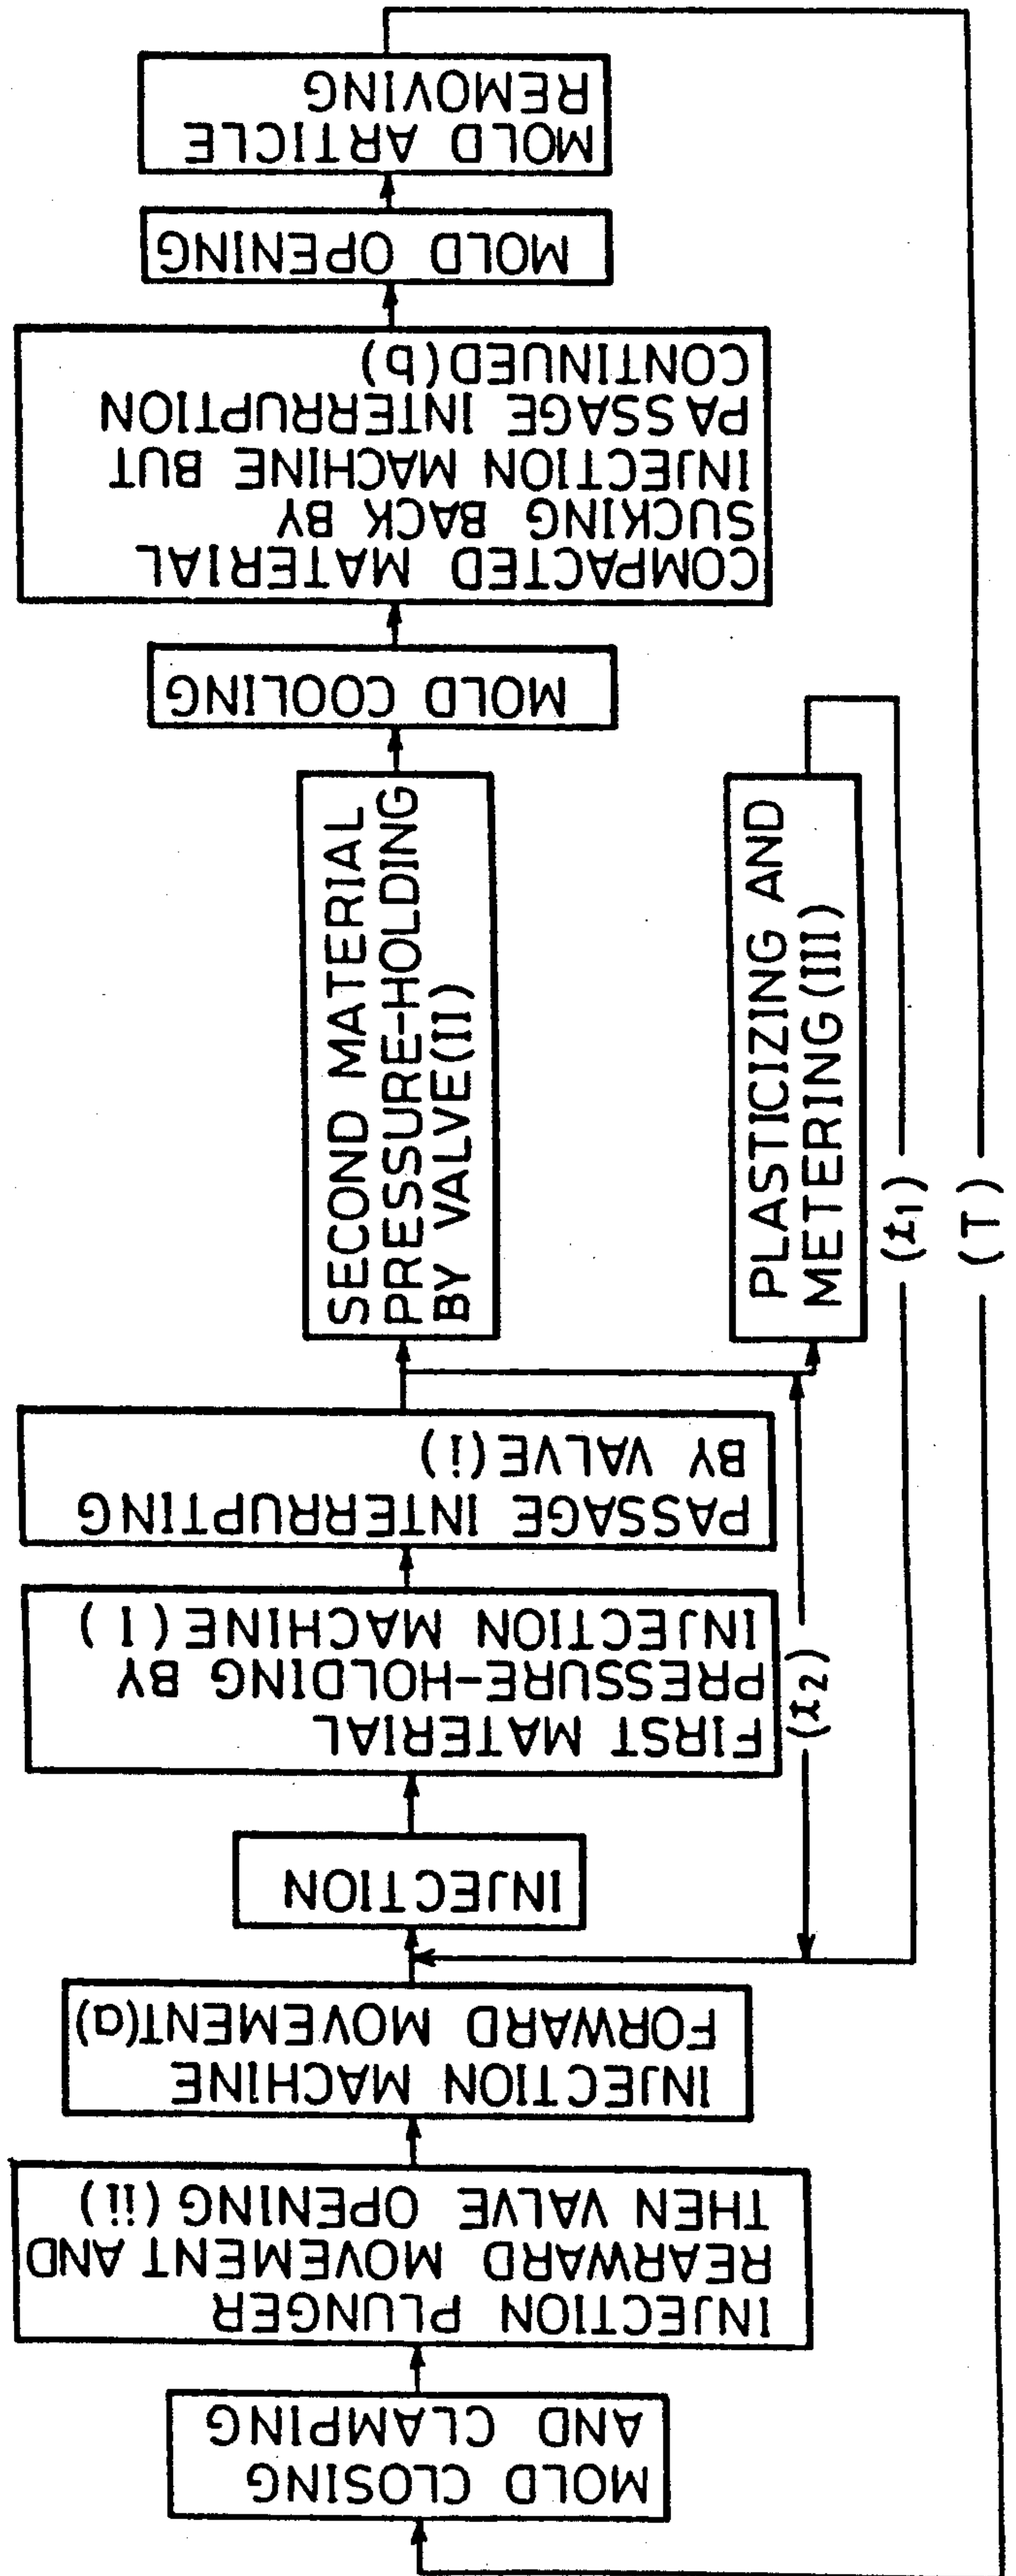 MOLD CLOSING
AND CLAMPING
INJECTION PLUNGER
REARWARD MOVEMENT AND
THEN VALVE OPENING (ii)
INJECTION MACHINE
FORWARD MOVEMENT(a)
INJECTION
FIRST MATERIAL
PRESSURE-HOLDING BY
INJECTION MACHINE (I)
PASSAGE INTERRUPTING
BY VALVE(i)
SECOND MATERIAL
PRESSURE-HOLDING
BY VALVE(II)
PLASTICIZING AND
METERING(III)
MOLD COOLING
COMPACTED MATERIAL
SUCKING BACK BY
INJECTION MACHINE BUT
PASSAGE INTERRUPTION
CONTINUED(b)
MOLD OPENING
MOLD ARTICLE
REMOVING
(t2)
(t1)
(T)